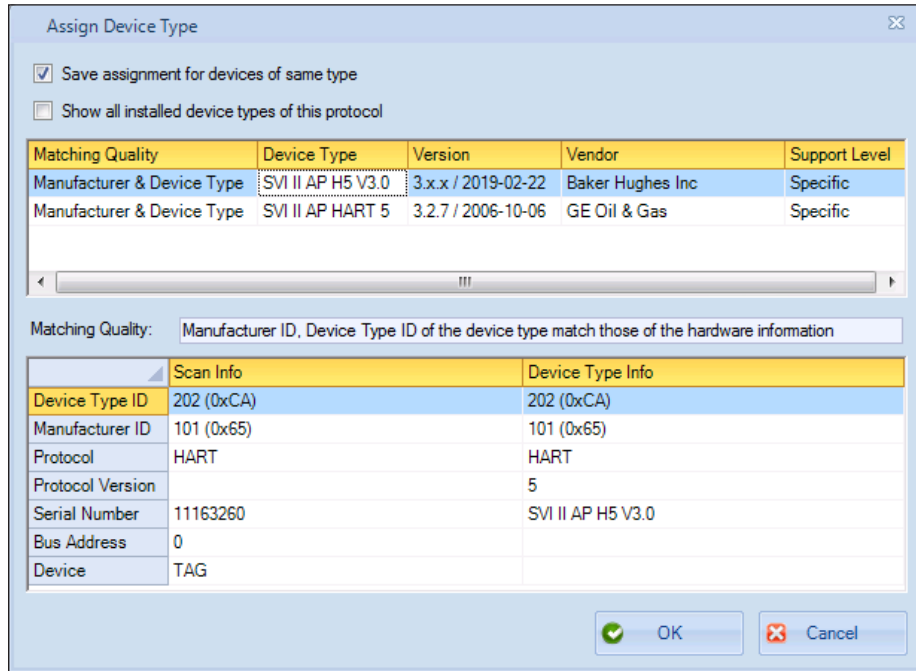 Assign Device Type
Save assignment for devices of same type
Show all installed device types of this protocol
Matching Quality Device Type Version Vendor Support Level
Manufacturer & Device Type SVI II AP H5 V3.0 3.x.x / 2019-02-22 Baker Hughes Inc Specific
Manufacturer & Device Type SVI II AP HART 5 3.2.7 / 2006-10-06 GE Oil & Gas Specific
Matching Quality: Manufacturer ID, Device Type ID of the device type match those of the hardware information
Scan Info Device Type Info
Device Type ID 202 (0xCA) 202 (0xCA)
Manufacturer ID 101 (0x65) 101 (0x65)
Protocol HART HART
Protocol Version 5
Serial Number 11163260 SVI II AP H5 V3.0
Bus Address 0
Device TAG
OK Cancel